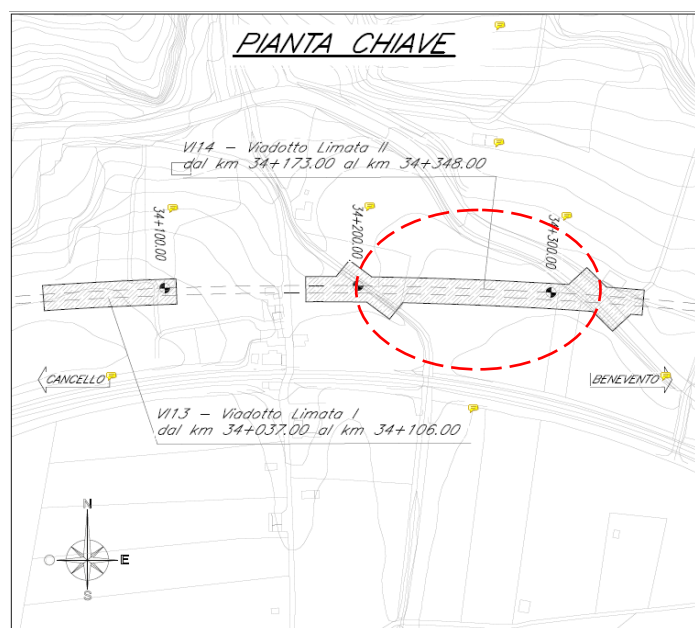 PIANTA CHIAVE
VI14 - Viadotto Limata II
dal km 34+173.00 al km 34+348.00
34+100.00
34+200.00
34+300.00
CANCELLO
BENEVENTO
VI13 - Viadotto Limata I
dal km 34+037.00 al km 34+106.00
N
O
E
S